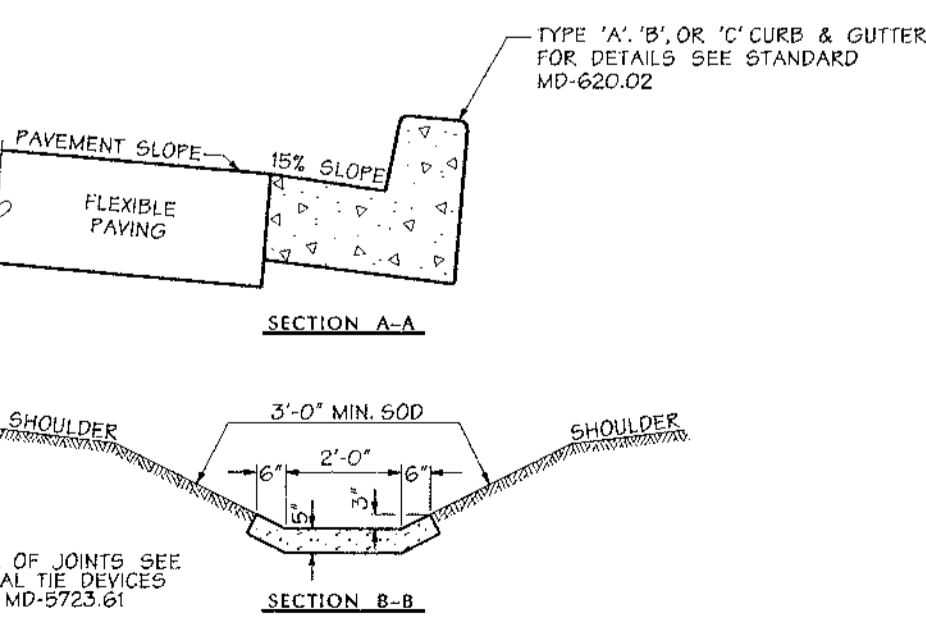 TYPE 'A'. 'B', OR 'C' CURB & GUTTER
FOR DETAILS SEE STANDARD
MD-620.02
PAVEMENT SLOPE
15% SLOPE
FLEXIBLE
PAVING
SECTION A-A
3'-0" MIN. SOD
SHOULDER
SHOULDER
6"
2'-0"
6"
5"
3"
OF JOINTS SEE
AL TIE DEVICES
MD-5723.61
SECTION B-B